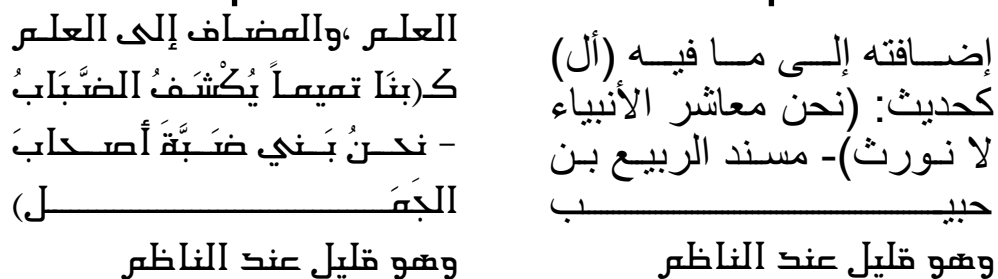 إضافته إلى ما فيه (أل)
كحديث: (نحن معاشر الأنبياء
لا نورث)- مسند الربيع بن
حبيب
وهو قليل عند الناظم
العلم ،والمضاف إلى العلم
كـ(بنَا تميماً يُكْشَفُ الضَّبَابُ
- نحنُ بَني ضَبَّةَ أصحابَ
الجَمَل)
وهو قليل عند الناظم